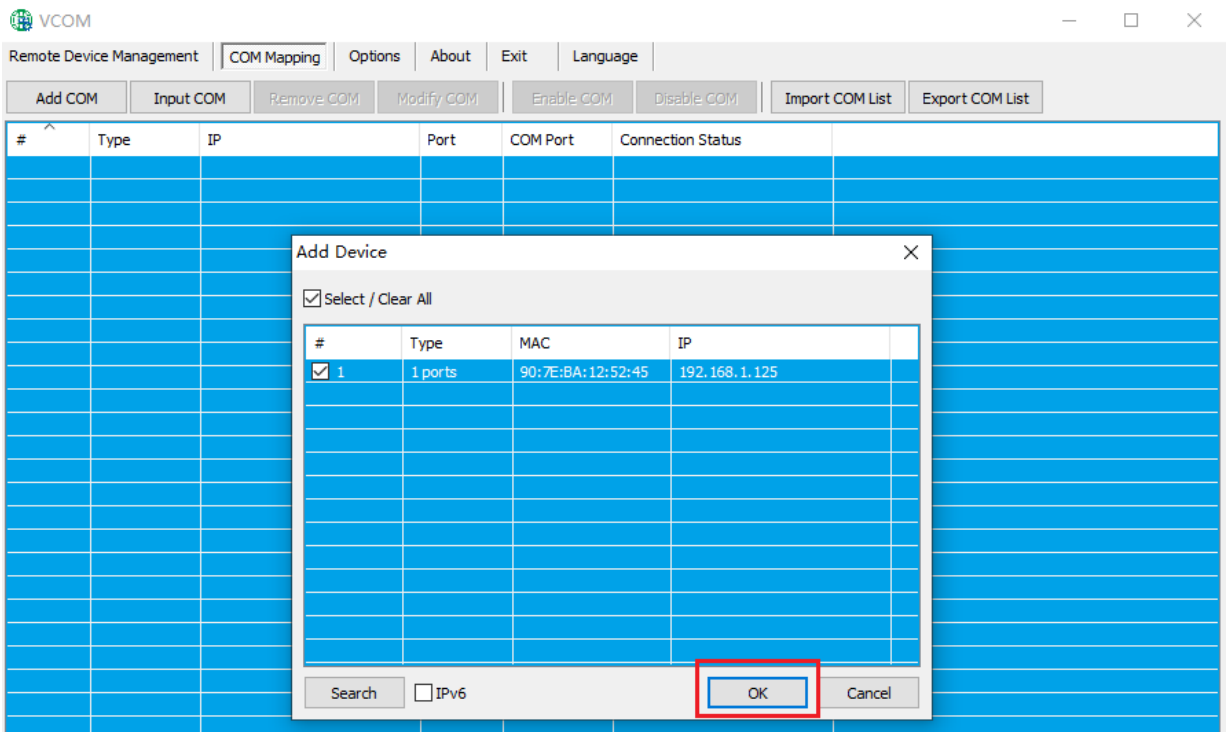 VCOM
Remote Device Management COM Mapping Options About Exit Language
Add COM Input COM Remove COM Modify COM Enable COM Disable COM Import COM List Export COM List
# Type IP Port COM Port Connection Status
Add Device
Select / Clear All
# Type MAC IP
1 1 ports 90:7E:BA:12:52:45 192.168.1.125
Search IPv6 OK Cancel